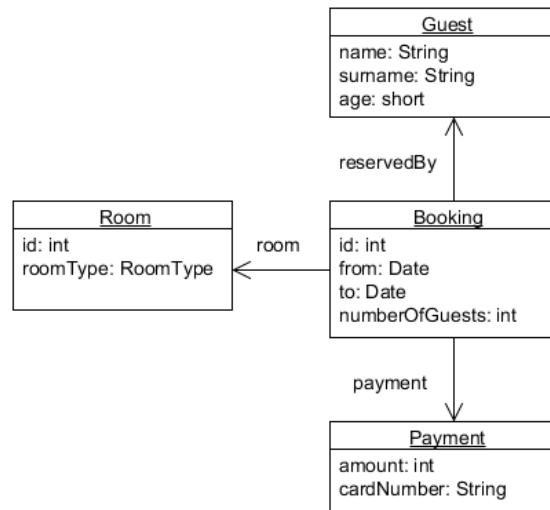 Guest
name: String
surname: String
age: short
reservedBy
Room
id: int
roomType: RoomType
room
Booking
id: int
from: Date
to: Date
numberOfGuests: int
payment
Payment
amount: int
cardNumber: String